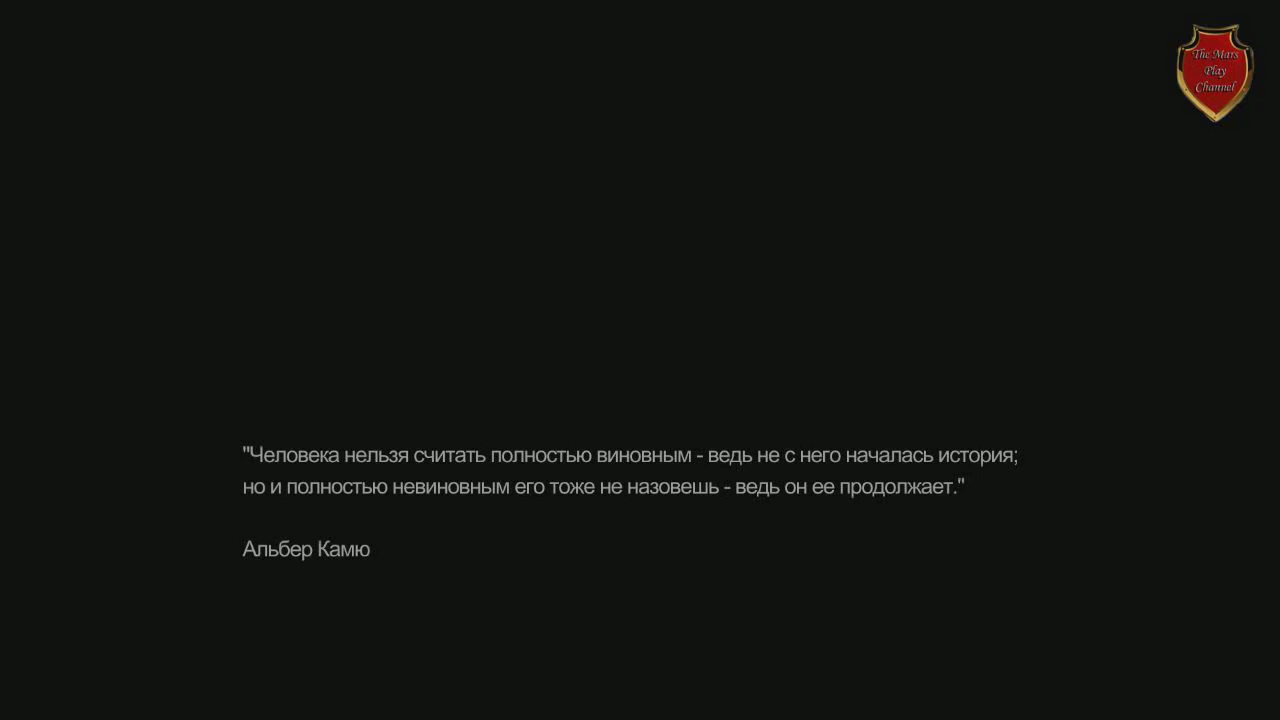 The Mars
Play
Channel
"Человека нельзя считать полностью виновным - ведь не с него началась история;
но и полностью невиновным его тоже не назовешь - ведь он ее продолжает."
Альбер Камю